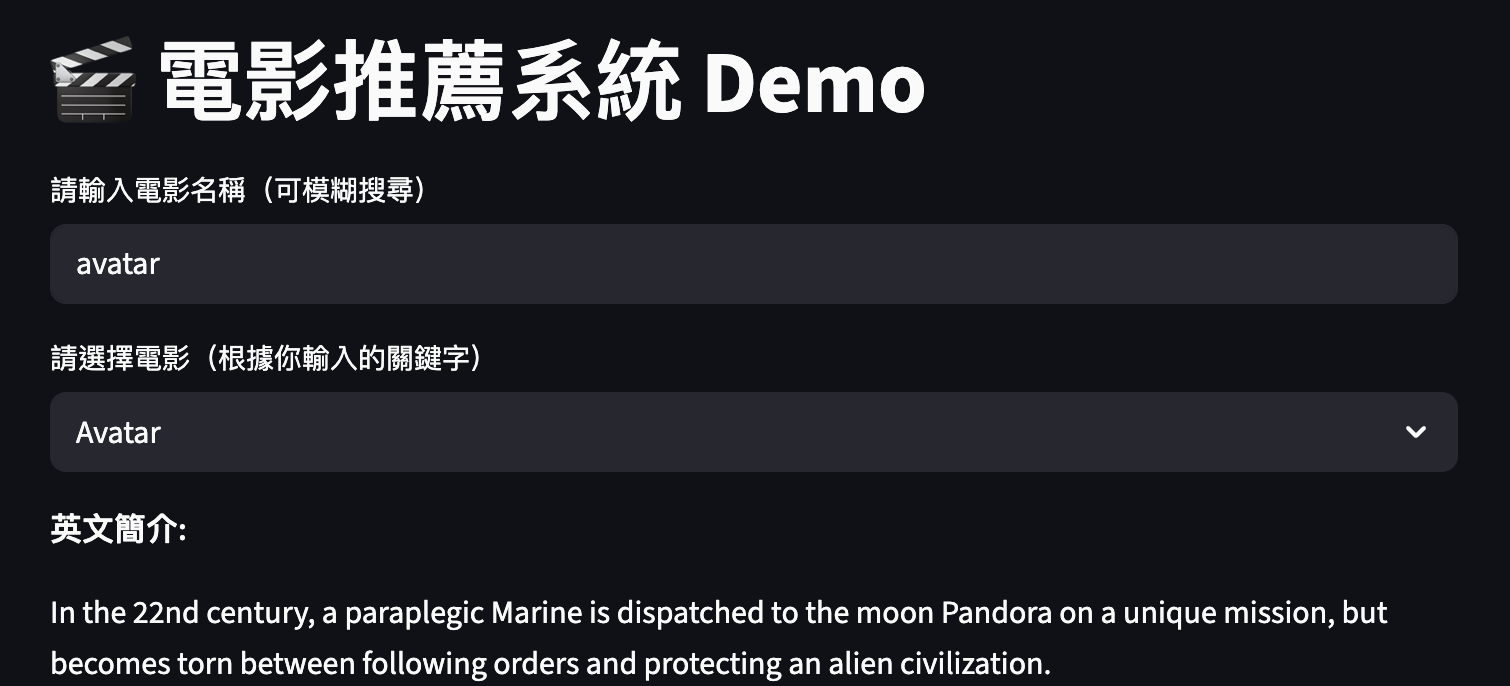 電影推薦系統 Demo
請輸入電影名稱（可模糊搜尋）
avatar
請選擇電影（根據你輸入的關鍵字）
Avatar
英文簡介:
In the 22nd century, a paraplegic Marine is dispatched to the moon Pandora on a unique mission, but
becomes torn between following orders and protecting an alien civilization.